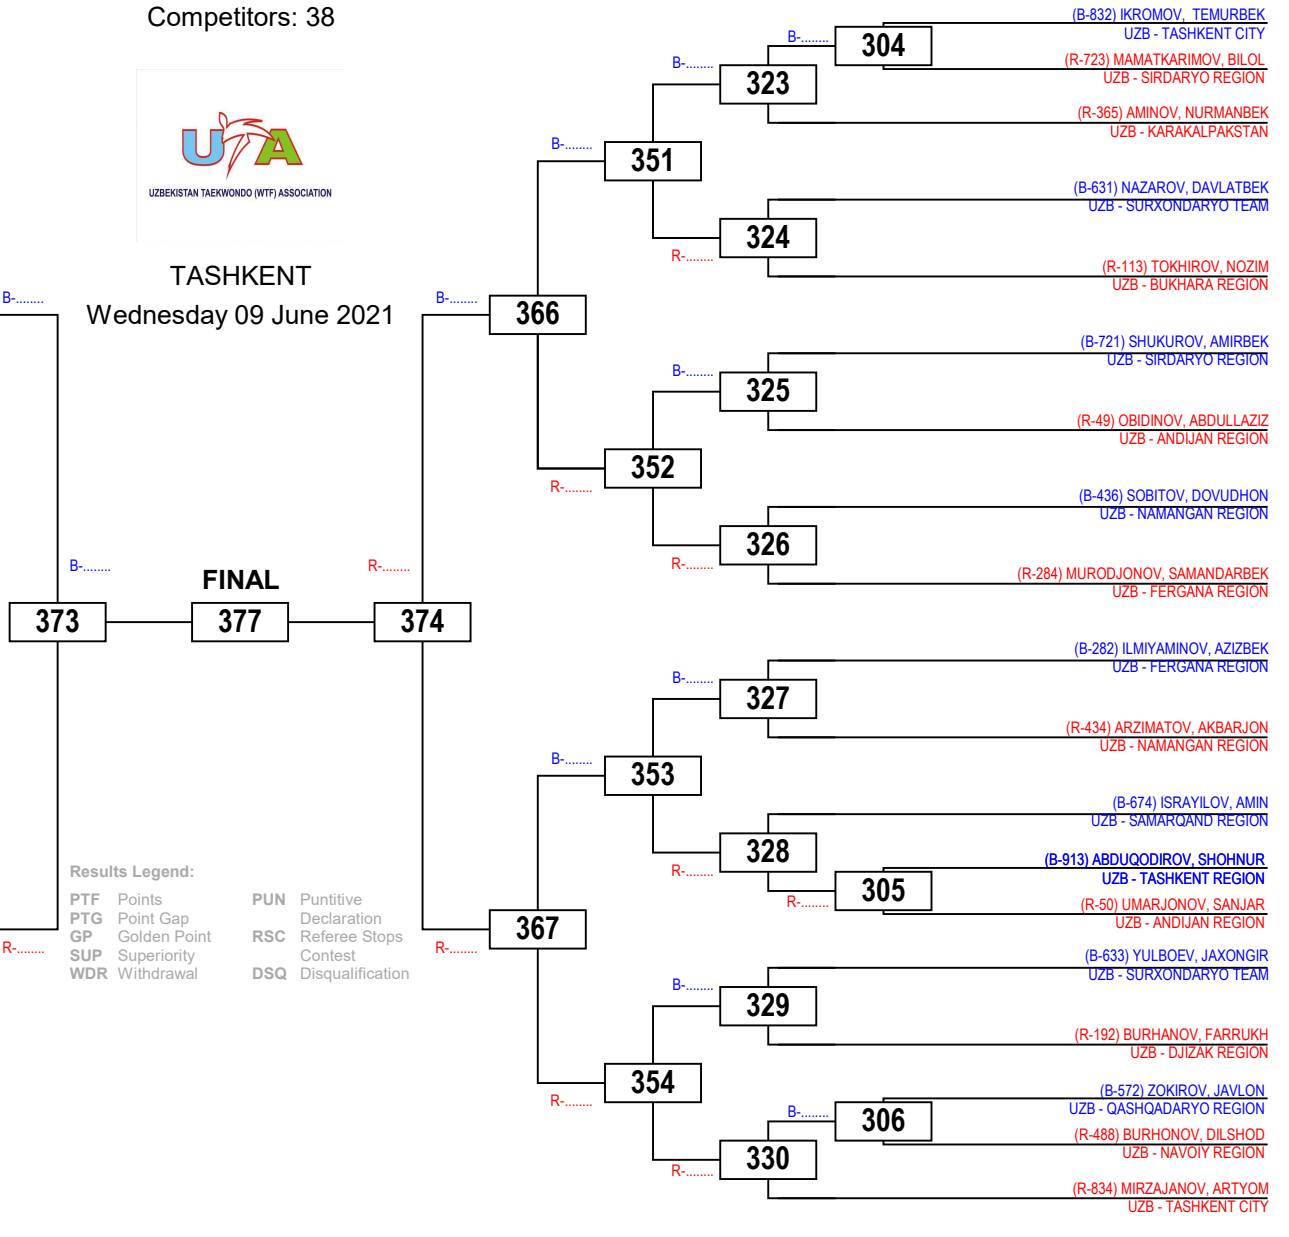 Competitors: 38
UTA
UZBEKISTAN TAEKWONDO (WTF) ASSOCIATION
TASHKENT
Wednesday 09 June 2021
B-........
373
R-........
B-........
FINAL
377
R-........
374
B-........
366
R-........
367
B-........
351
R-........
352
B-........
353
R-........
354
B-........
323
R-........
324
B-........
325
R-........
326
B-........
327
R-........
328
B-........
329
R-........
330
B-........
304
R-........
305
B-........
306
(B-832) IKROMOV, TEMURBEK
UZB - TASHKENT CITY
(R-723) MAMATKARIMOV, BILOL
UZB - SIRDARYO REGION
(R-365) AMINOV, NURMANBEK
UZB - KARAKALPAKSTAN
(B-631) NAZAROV, DAVLATBEK
UZB - SURXONDARYO TEAM
(R-113) TOKHIROV, NOZIM
UZB - BUKHARA REGION
(B-721) SHUKUROV, AMIRBEK
UZB - SIRDARYO REGION
(R-49) OBIDINOV, ABDULLAZIZ
UZB - ANDIJAN REGION
(B-436) SOBITOV, DOVUDHON
UZB - NAMANGAN REGION
(R-284) MURODJONOV, SAMANDARBEK
UZB - FERGANA REGION
(B-282) ILMIYAMINOV, AZIZBEK
UZB - FERGANA REGION
(R-434) ARZIMATOV, AKBARJON
UZB - NAMANGAN REGION
(B-674) ISRAYILOV, AMIN
UZB - SAMARQAND REGION
(B-913) ABDUQODIROV, SHOHNUR
UZB - TASHKENT REGION
(R-50) UMARJONOV, SANJAR
UZB - ANDIJAN REGION
(B-633) YULBOEV, JAXONGIR
UZB - SURXONDARYO TEAM
(R-192) BURHANOV, FARRUKH
UZB - DJIZAK REGION
(B-572) ZOKIROV, JAVLON
UZB - QASHQADARYO REGION
(R-488) BURHONOV, DILSHOD
UZB - NAVOIY REGION
(R-834) MIRZAJANOV, ARTYOM
UZB - TASHKENT CITY
Results Legend:
PTF Points
PTG Point Gap
GP Golden Point
SUP Superiority
WDR Withdrawal
PUN Puntitive
Declaration
RSC Referee Stops
Contest
DSQ Disqualification